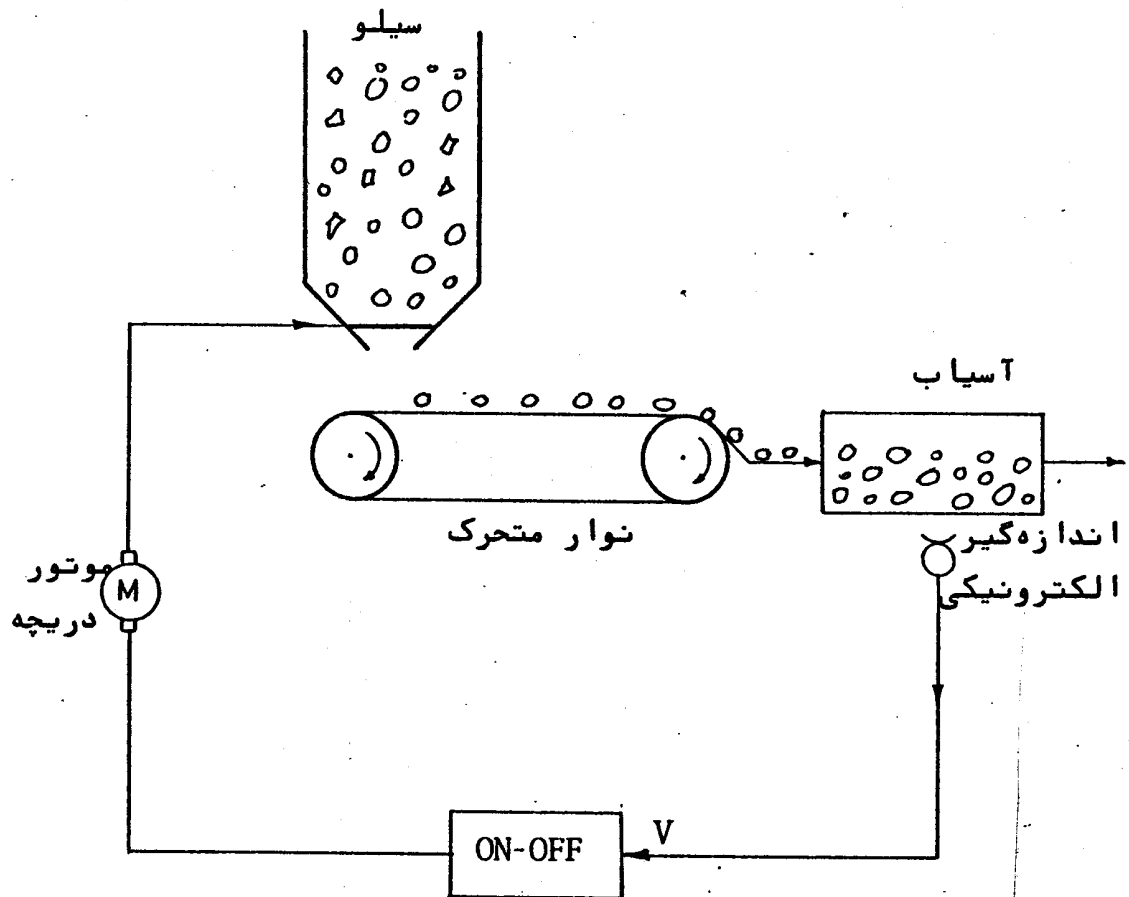 سیلو
آسیاب
نوار متحرک
اندازه‌گیر
الکترونیکی
موتور
M
دریچه
V
ON-OFF